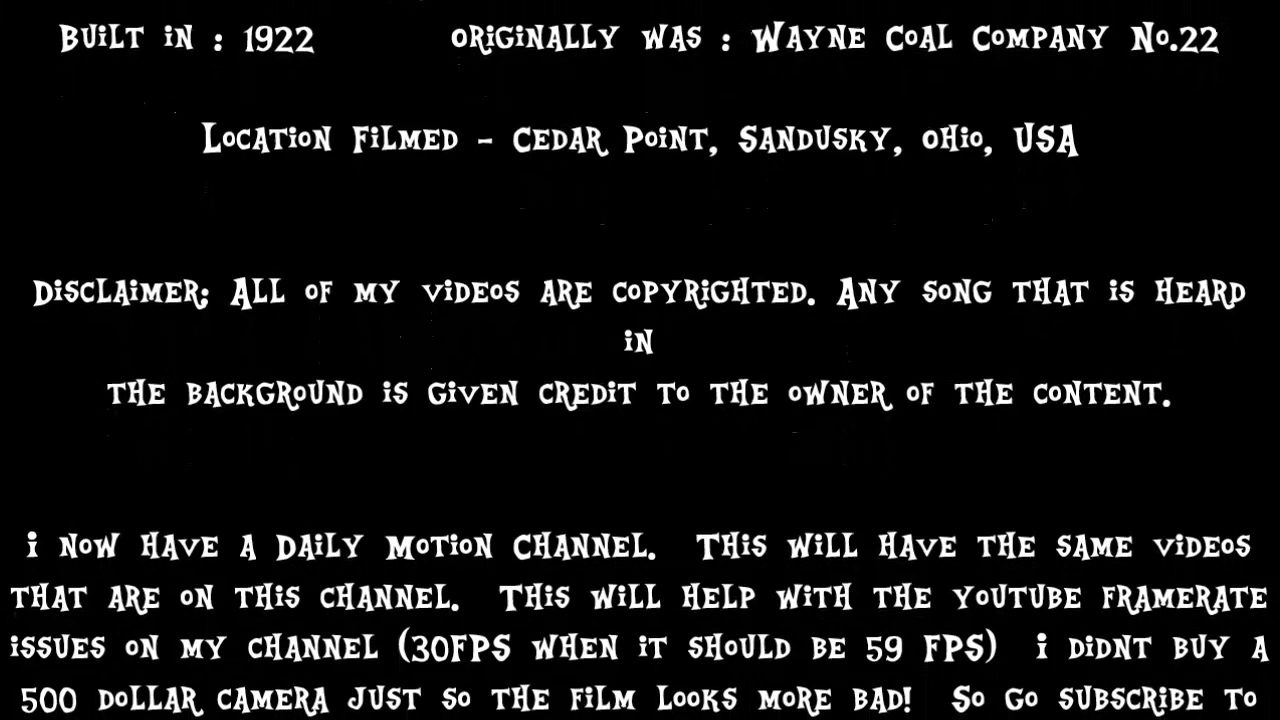 Built in : 1922 Originally was : Wayne Coal Company No.22
Location Filmed - Cedar Point, Sandusky, Ohio, USA
Disclaimer: All of my videos are copyrighted. Any song that is heard
in
the background is given credit to the owner of the content.
I now have a Daily Motion Channel. This will have the same videos
that are on this channel. This will help with the youtube framerate
issues on my channel (30FPS when it should be 59 FPS) I didnt buy a
500 dollar camera just so the film looks more bad! So go subscribe to